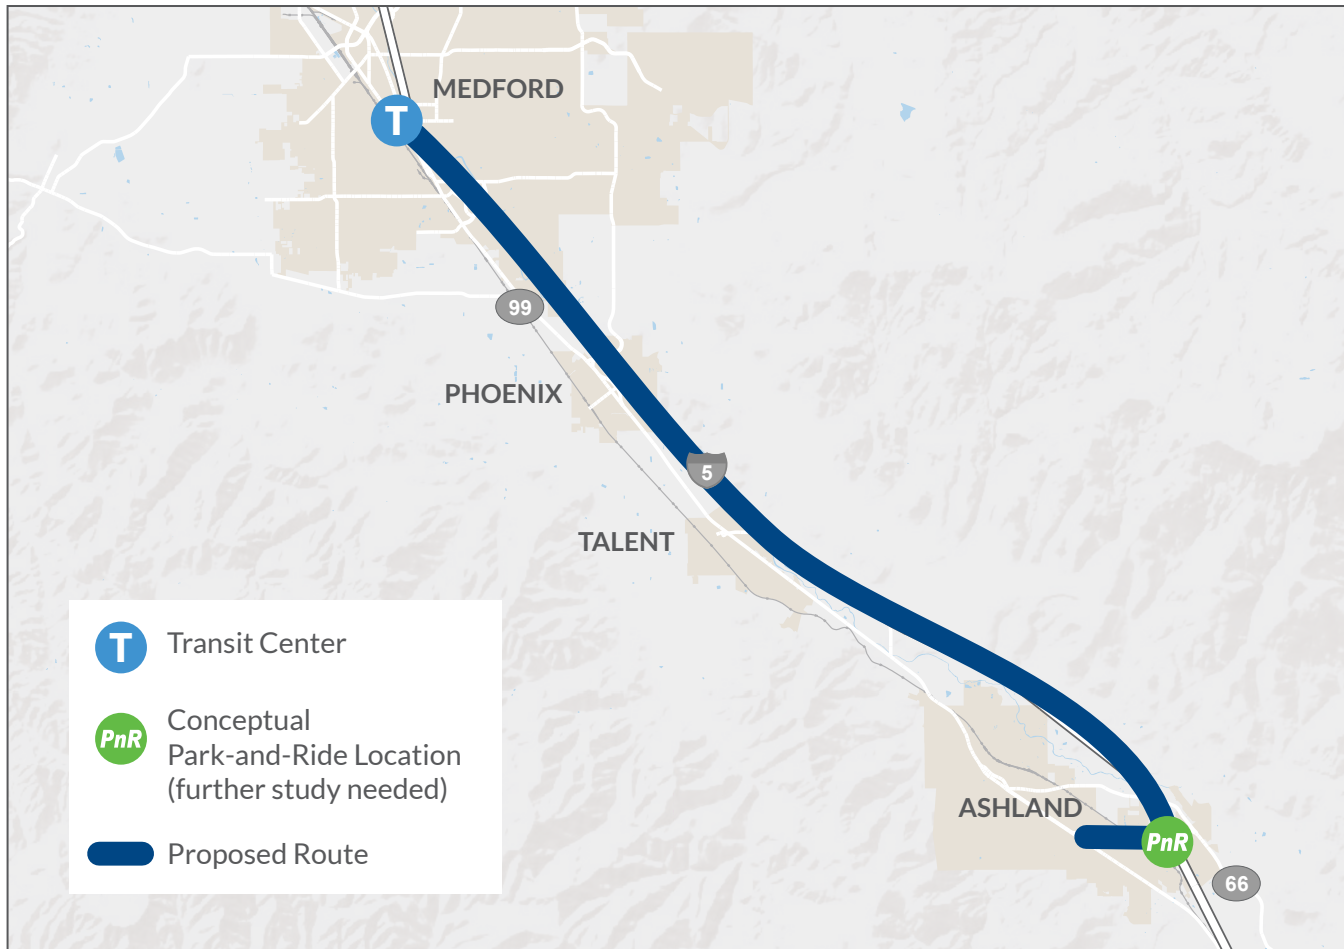 MEDFORD
T
99
PHOENIX
5
TALENT
T Transit Center
PnR Conceptual
Park-and-Ride Location
(further study needed)
Proposed Route
ASHLAND
PnR
66